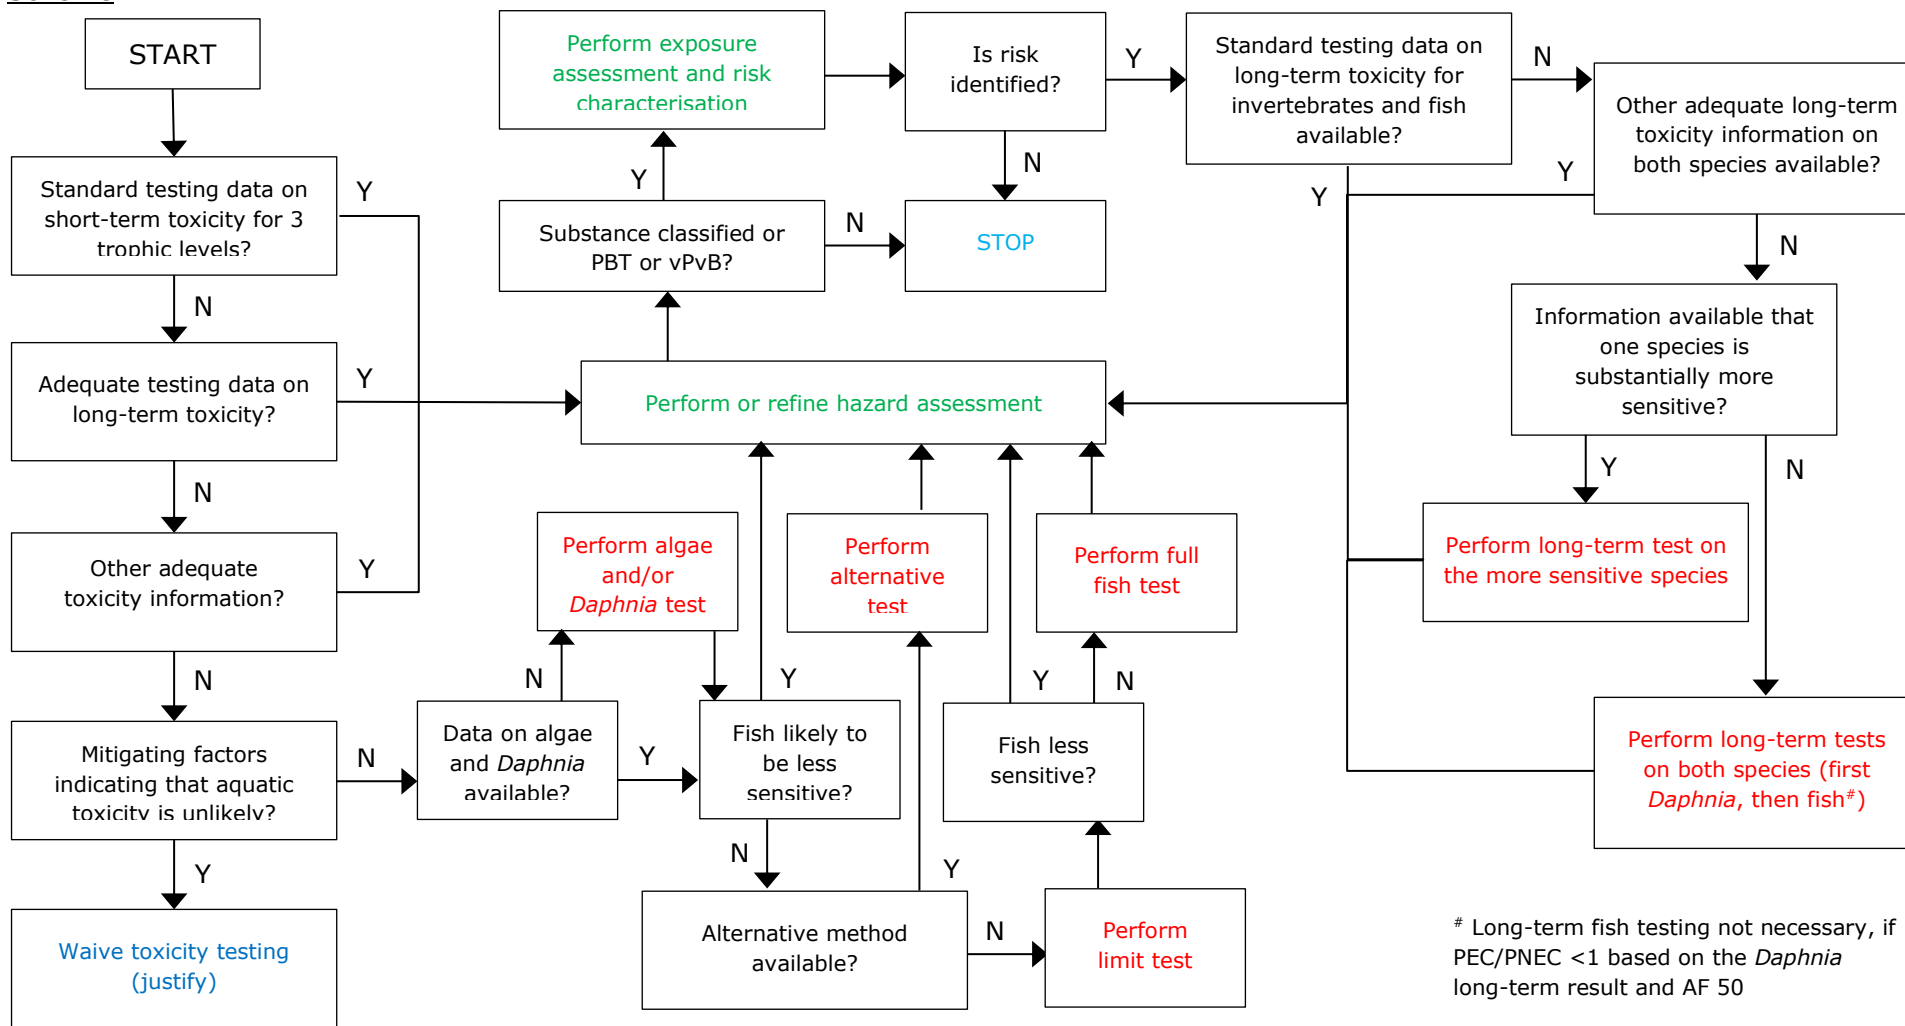 START
Standard testing data on
short-term toxicity for 3
trophic levels?
Y
N
Adequate testing data on
long-term toxicity?
Y
N
Other adequate
toxicity information?
Y
N
Mitigating factors
indicating that aquatic
toxicity is unlikely?
N
Y
Waive toxicity testing
(justify)
Data on algae
and Daphnia
available?
N
Y
Perform algae
and/or
Daphnia test
Fish likely to
be less
sensitive?
Y
N
Alternative method
available?
Y
N
Perform
alternative
test
Perform
limit test
Fish less
sensitive?
Y
N
Perform full
fish test
Perform or refine hazard assessment
Substance classified or
PBT or vPvB?
Y
N
STOP
Perform exposure
assessment and risk
characterisation
Is risk
identified?
Y
N
Standard testing data on
long-term toxicity for
invertebrates and fish
available?
N
Y
Other adequate long-term
toxicity information on
both species available?
Y
N
Information available that
one species is
substantially more
sensitive?
Y
N
Perform long-term test on
the more sensitive species
Perform long-term tests
on both species (first
Daphnia, then fish#)
# Long-term fish testing not necessary, if
PEC/PNEC <1 based on the Daphnia
long-term result and AF 50